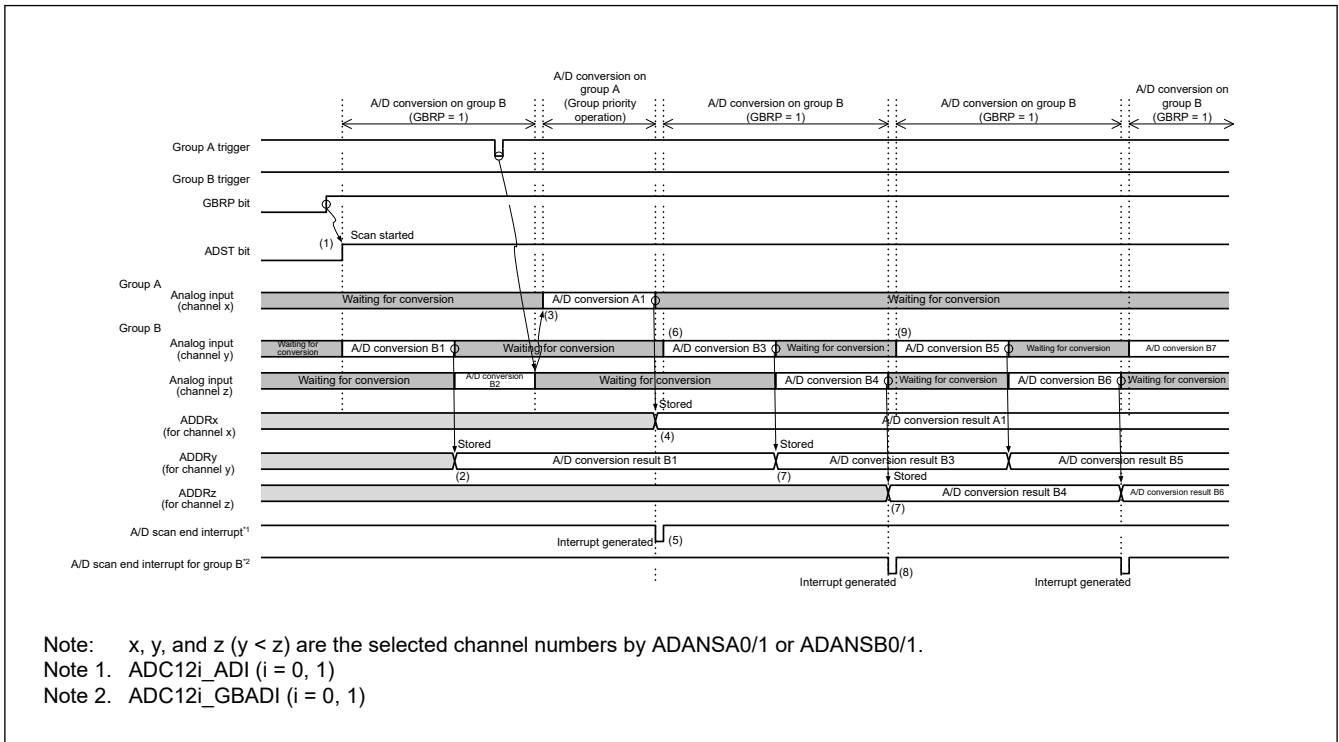 A/D conversion on group B
(GBRP = 1)
A/D conversion on
group A
(Group priority
operation)
A/D conversion on group B
(GBRP = 1)
A/D conversion on group B
(GBRP = 1)
A/D conversion on
group B
(GBRP = 1)
Group A trigger
Group B trigger
GBRP bit
(1)
Scan started
ADST bit
Group A
Analog input
(channel x)
Waiting for conversion
A/D conversion A1
Waiting for conversion
(3)
Group B
(6)
(9)
Analog input
(channel y)
Waiting for
conversion
A/D conversion B1
Waiting for conversion
A/D conversion B3
Waiting for conversion
A/D conversion B5
Waiting for conversion
A/D conversion B7
Analog input
(channel z)
Waiting for conversion
A/D conversion
B2
Waiting for conversion
A/D conversion B4
Waiting for conversion
A/D conversion B6
Waiting for conversion
Stored
ADDRx
(for channel x)
A/D conversion result A1
(4)
Stored
Stored
ADDRy
(for channel y)
A/D conversion result B1
A/D conversion result B3
A/D conversion result B5
(2)
(7)
Stored
ADDRz
(for channel z)
A/D conversion result B4
A/D conversion result B6
(7)
A/D scan end interrupt*1
Interrupt generated
(5)
A/D scan end interrupt for group B*2
(8)
Interrupt generated
Interrupt generated
Note: x, y, and z (y < z) are the selected channel numbers by ADANSA0/1 or ADANSB0/1.
Note 1. ADC12i_ADI (i = 0, 1)
Note 2. ADC12i_GBADI (i = 0, 1)